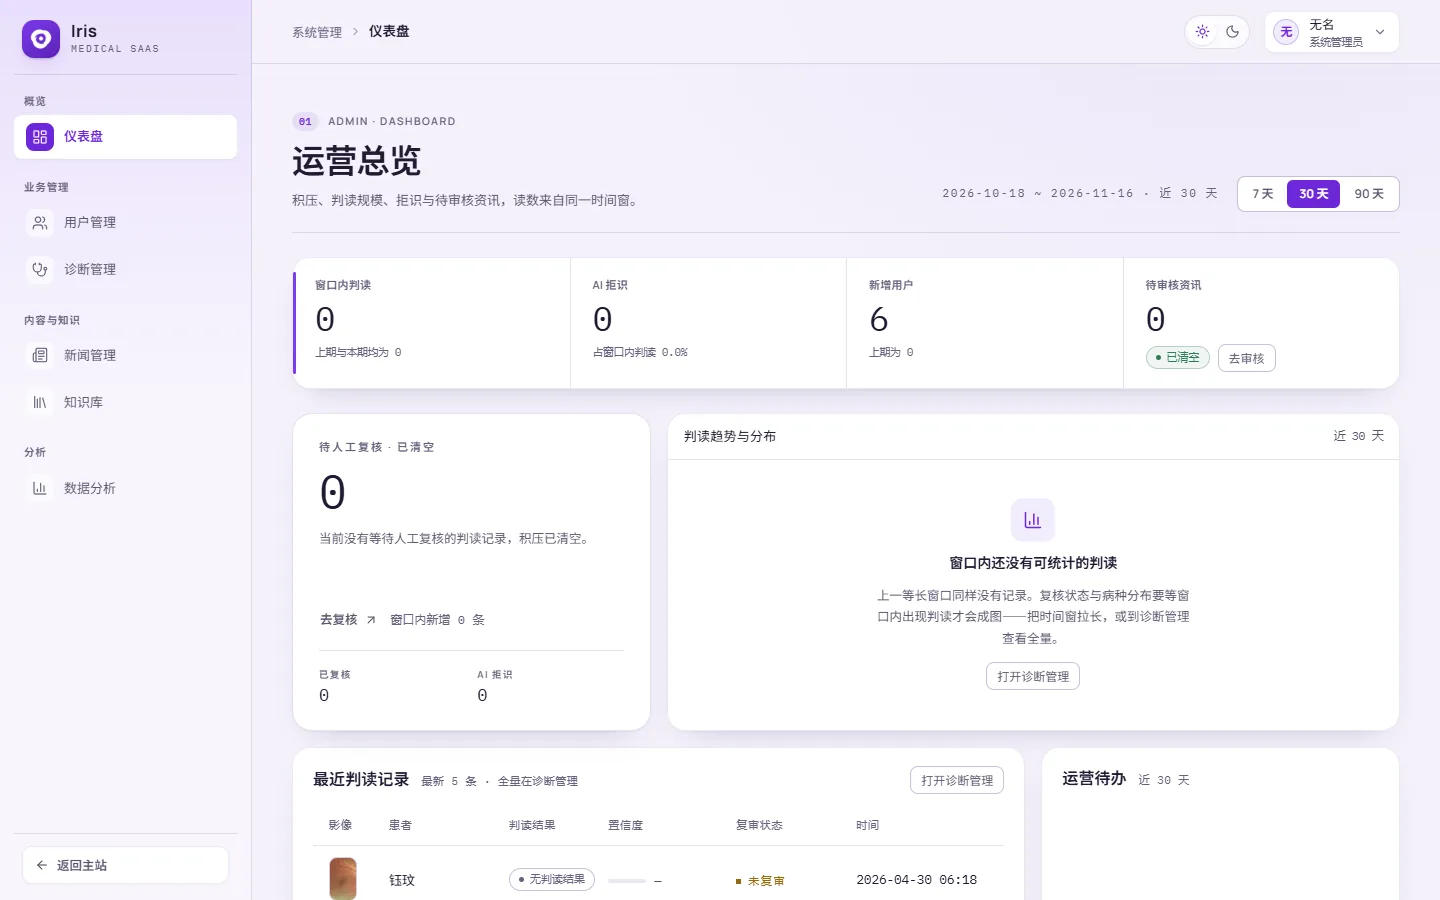 Iris
MEDICAL SAAS
概览
仪表盘
业务管理
用户管理
诊断管理
内容与知识
新闻管理
知识库
分析
数据分析
返回主站
系统管理 > 仪表盘
无
无名
系统管理员
01 ADMIN · DASHBOARD
运营总览
积压、判读规模、拒识与待审核资讯，读数来自同一时间窗。
2026-10-18 ~ 2026-11-16 · 近 30 天
7 天 30 天 90 天
窗口内判读
0
上期与本期均为 0
AI 拒识
0
占窗口内判读 0.0%
新增用户
6
上期为 0
待审核资讯
0
已清空 去审核
待人工复核 · 已清空
0
当前没有等待人工复核的判读记录，积压已清空。
去复核 窗口内新增 0 条
已复核
0
AI 拒识
0
判读趋势与分布 近 30 天
窗口内还没有可统计的判读
上一等长窗口同样没有记录。复核状态与病种分布要等窗
口内出现判读才会成图——把时间窗拉长，或到诊断管理
查看全量。
打开诊断管理
最近判读记录 最新 5 条 · 全量在诊断管理
打开诊断管理
影像 患者 判读结果 置信度 复审状态 时间
钰玟 无判读结果 — 未复审 2026-04-30 06:18
运营待办 近 30 天